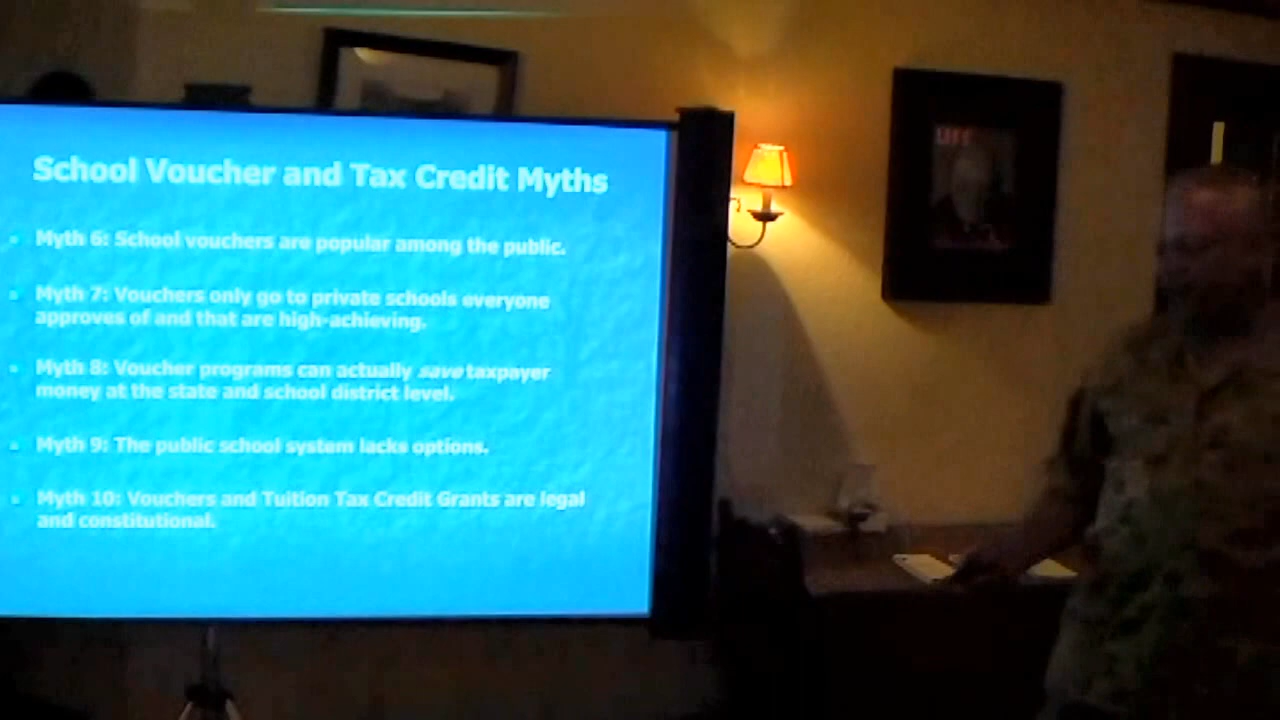 School Voucher and Tax Credit Myths
Myth 6: School vouchers are popular among the public.
Myth 7: Vouchers only go to private schools everyone
approves of and that are high-achieving.
Myth 8: Voucher programs can actually save taxpayer
money at the state and school district level.
Myth 9: The public school system lacks options.
Myth 10: Vouchers and Tuition Tax Credit Grants are legal
and constitutional.